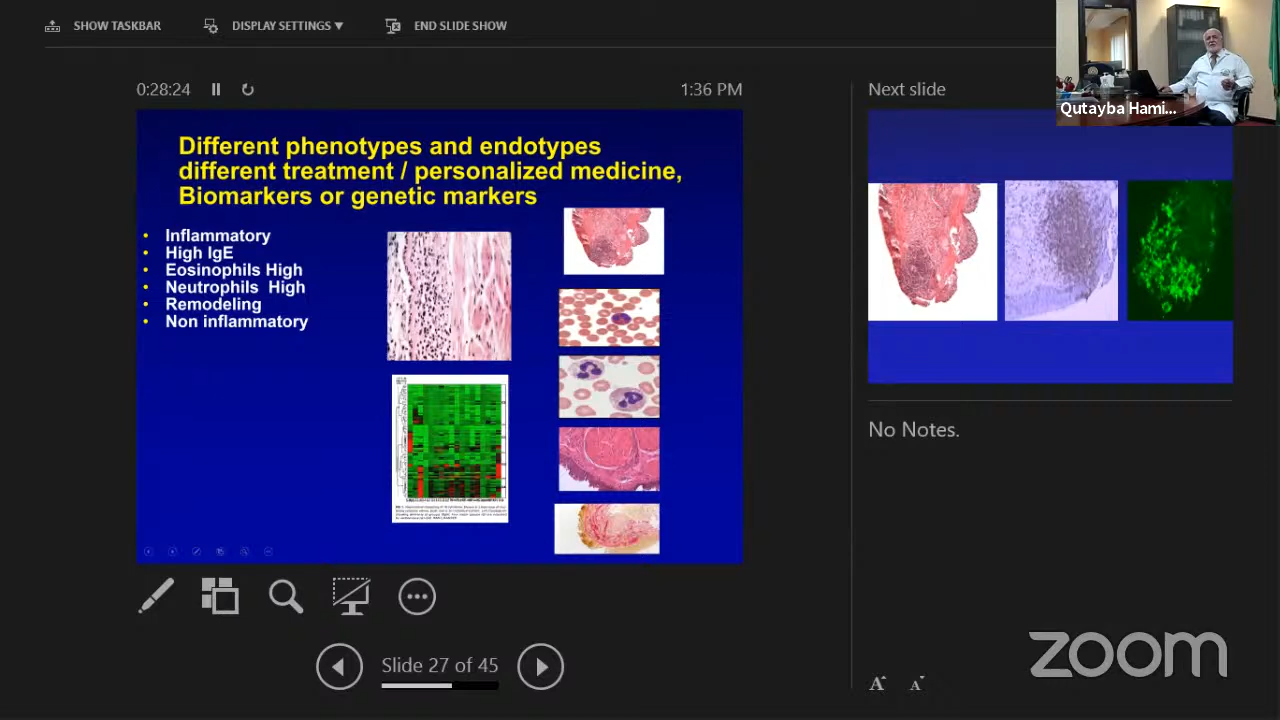 SHOW TASKBAR
DISPLAY SETTINGS ▼
END SLIDE SHOW
0:28:24
1:36 PM
Next slide
Qutayba Hami...
Different phenotypes and endotypes
different treatment / personalized medicine,
Biomarkers or genetic markers
• Inflammatory
• High IgE
• Eosinophils High
• Neutrophils High
• Remodeling
• Non inflammatory
No Notes.
Slide 27 of 45
A A
zoom